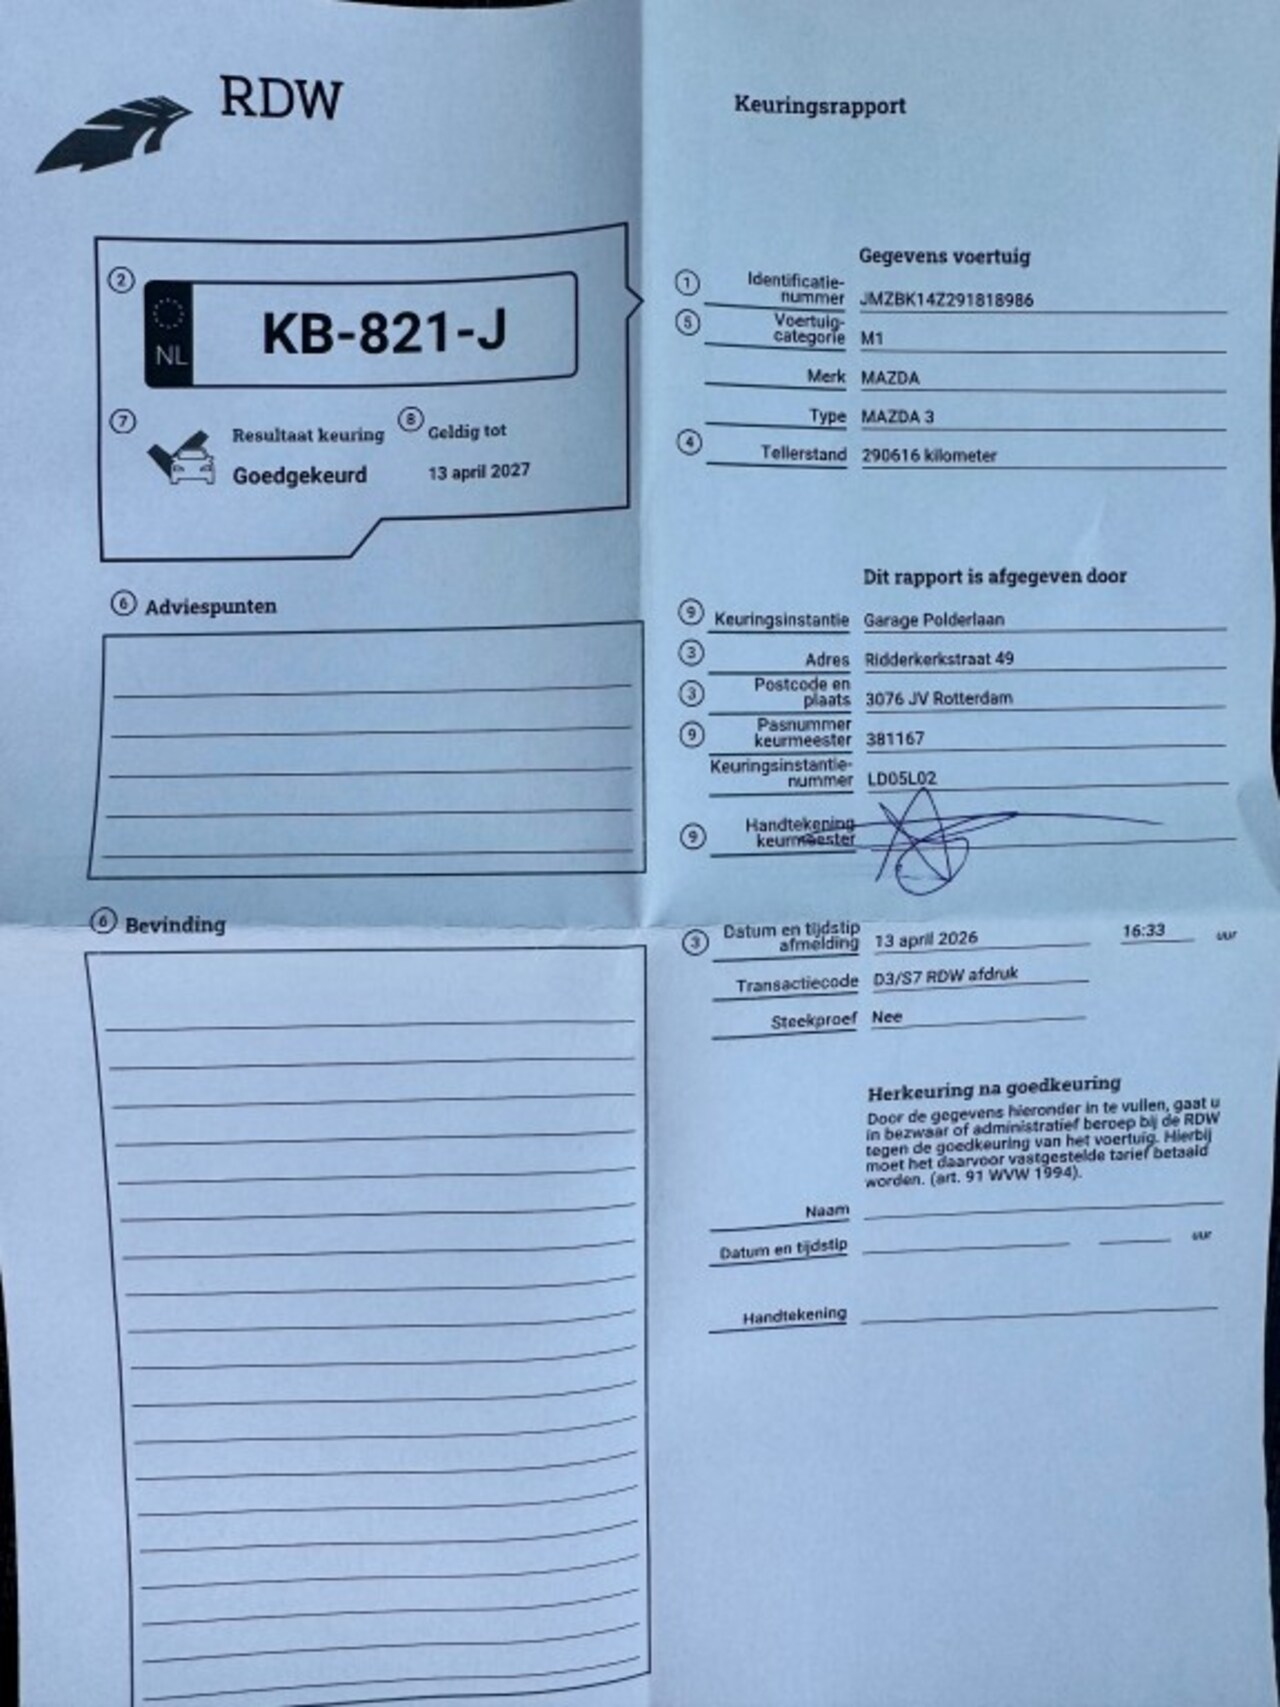 RDW
Keuringsrapport
2
NL
KB-821-J
7
Resultaat keuring
Goedgekeurd
8
Geldig tot
13 april 2027
6 Adviespunten
6 Bevinding
Gegevens voertuig
1 Identificatie-
nummer JMZBK14Z291818986
5 Voertuig-
categorie M1
Merk MAZDA
Type MAZDA 3
4 Tellerstand 290616 kilometer
Dit rapport is afgegeven door
9 Keuringsinstantie Garage Polderlaan
3 Adres Ridderkerkstraat 49
3 Postcode en
plaats 3076 JV Rotterdam
9 Pasnummer
keurmeester 381167
Keuringsinstantie-
nummer LD05L02
9 Handtekening
keurmeester
3 Datum en tijdstip
afmelding 13 april 2026 16:33 uur
Transactiecode D3/S7 RDW afdruk
Steekproef Nee
Herkeuring na goedkeuring
Door de gegevens hieronder in te vullen, gaat u
in bezwaar of administratief beroep bij de RDW
tegen de goedkeuring van het voertuig. Hierbij
moet het daarvoor vastgestelde tarief betaald
worden. (art. 91 WVW 1994).
Naam
Datum en tijdstip uur
Handtekening